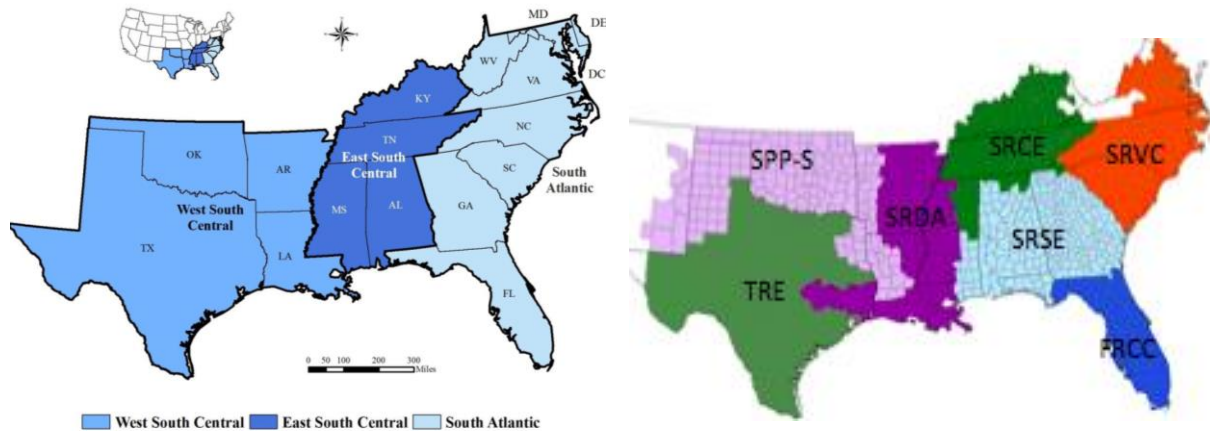 MD
DE
WV
DC
VA
KY
NC
TN
OK
East South
Central
AR
SC
South
Atlantic
West South
Central
MS
AL
GA
TX
LA
FL
0 50 100 200 300
Miles
West South Central East South Central South Atlantic
SPP-S
SRCE
SRVC
SRDA
SRSE
TRE
FRCC